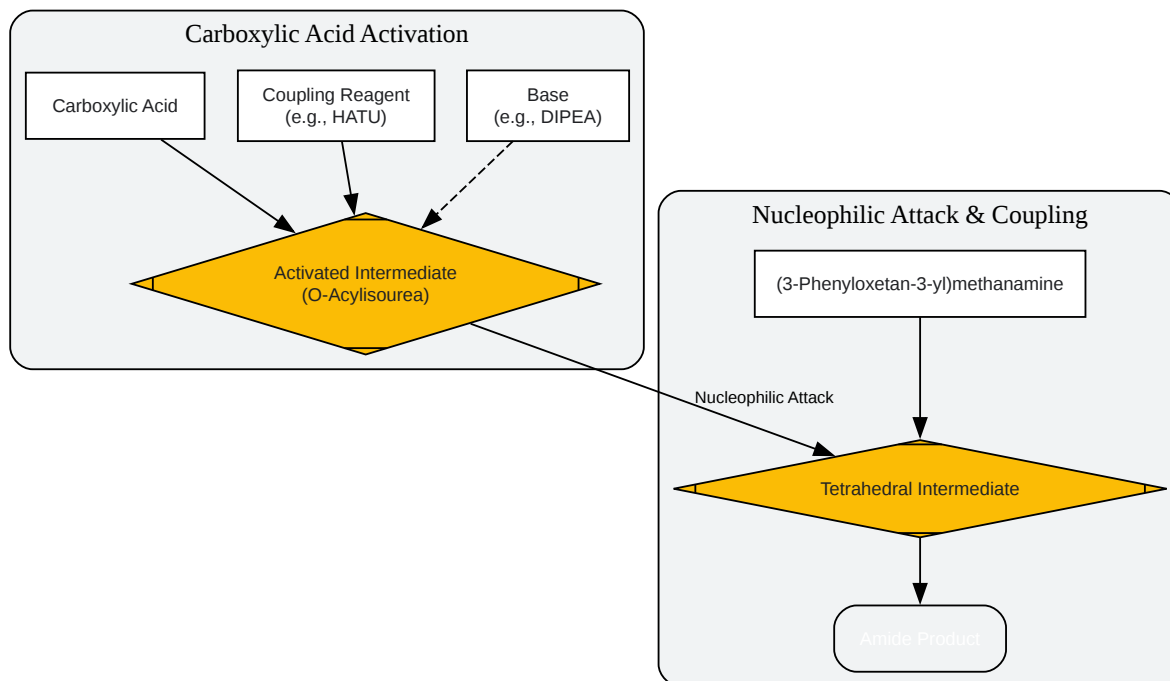 Carboxylic Acid Activation
Carboxylic Acid
Coupling Reagent
(e.g., HATU)
Base
(e.g., DIPEA)
Activated Intermediate
(O-Acylisourea)
Nucleophilic Attack & Coupling
(3-Phenyloxetan-3-yl)methanamine
Nucleophilic Attack
Tetrahedral Intermediate
Amide Product